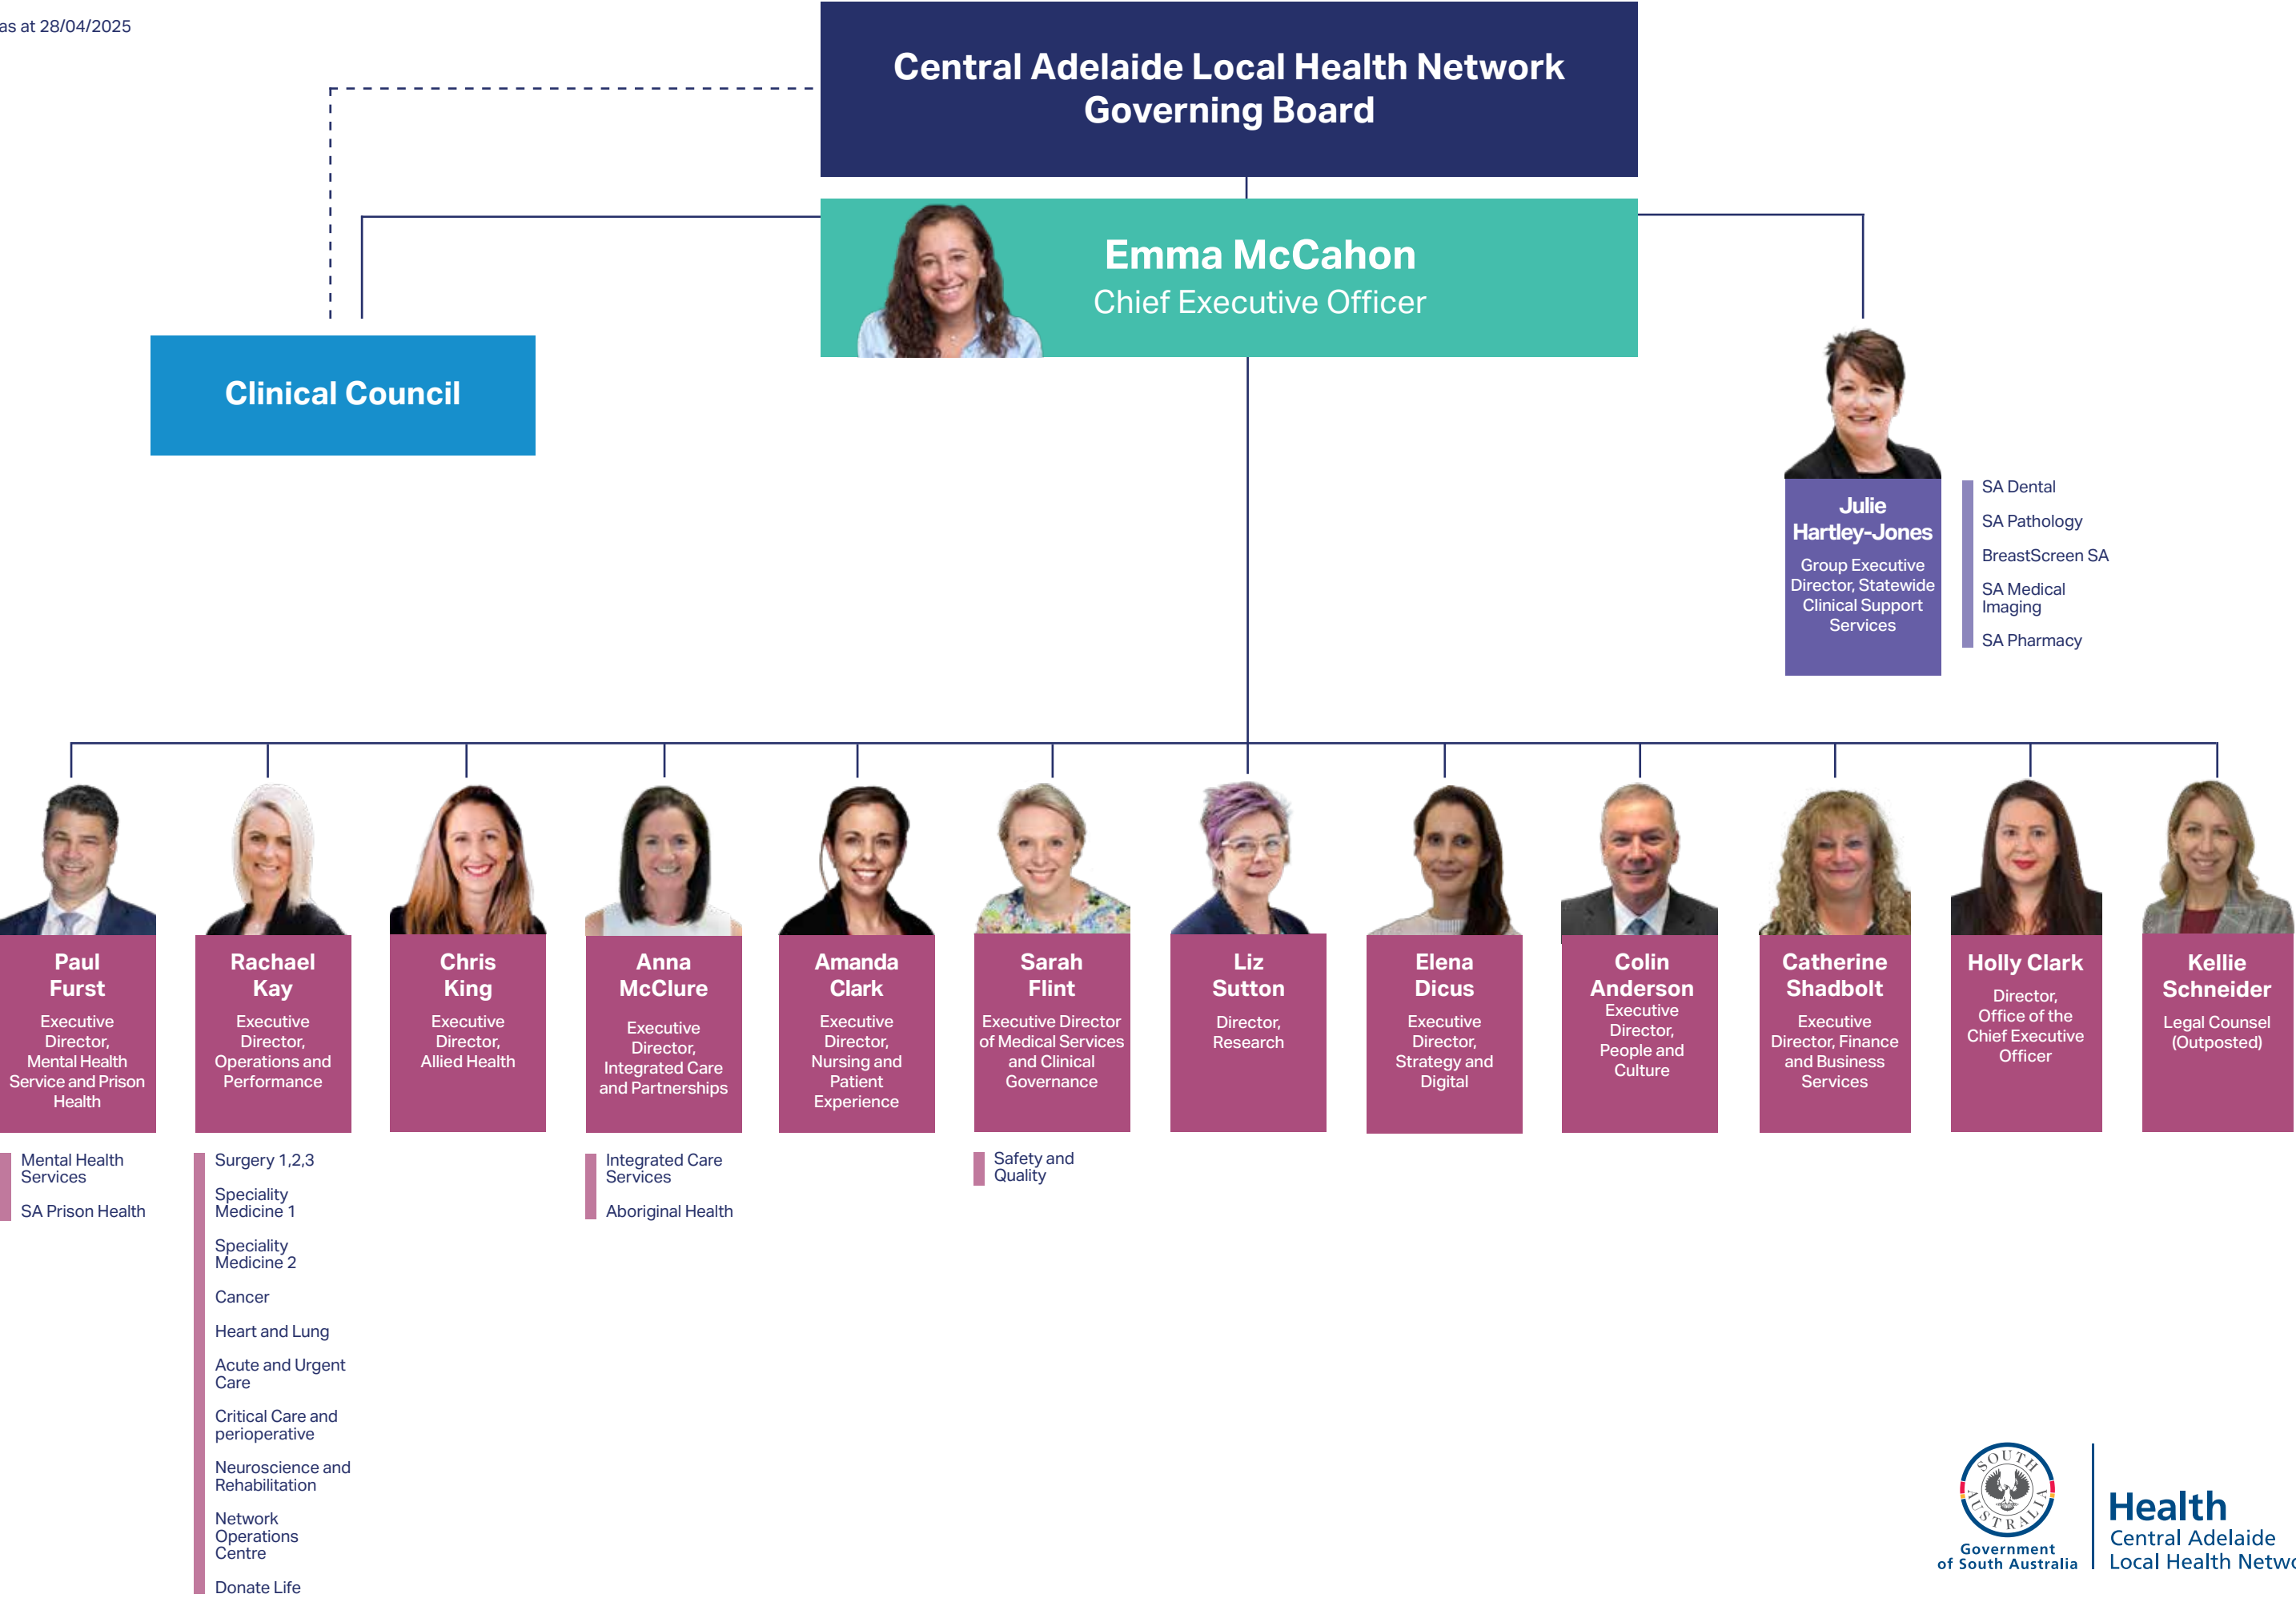 as at 28/04/2025
Central Adelaide Local Health Network
Governing Board
Emma McCahon
Chief Executive Officer
Clinical Council
Julie
Hartley-Jones
Group Executive
Director, Statewide
Clinical Support
Services
SA Dental
SA Pathology
BreastScreen SA
SA Medical
Imaging
SA Pharmacy
Paul
Furst
Executive
Director,
Mental Health
Service and Prison
Health
Mental Health
Services
SA Prison Health
Rachael
Kay
Executive
Director,
Operations and
Performance
Surgery 1,2,3
Speciality
Medicine 1
Speciality
Medicine 2
Cancer
Heart and Lung
Acute and Urgent
Care
Critical Care and
perioperative
Neuroscience and
Rehabilitation
Network
Operations
Centre
Donate Life
Chris
King
Executive
Director,
Allied Health
Anna
McClure
Executive
Director,
Integrated Care
and Partnerships
Integrated Care
Services
Aboriginal Health
Amanda
Clark
Executive
Director,
Nursing and
Patient
Experience
Sarah
Flint
Executive Director
of Medical Services
and Clinical
Governance
Safety and
Quality
Liz
Sutton
Director,
Research
Elena
Dicus
Executive
Director,
Strategy and
Digital
Colin
Anderson
Executive
Director,
People and
Culture
Catherine
Shadbolt
Executive
Director, Finance
and Business
Services
Holly Clark
Director,
Office of the
Chief Executive
Officer
Kellie
Schneider
Legal Counsel
(Outposted)
SOUTH
AUSTRALIA
Government
of South Australia
Health
Central Adelaide
Local Health Netwo